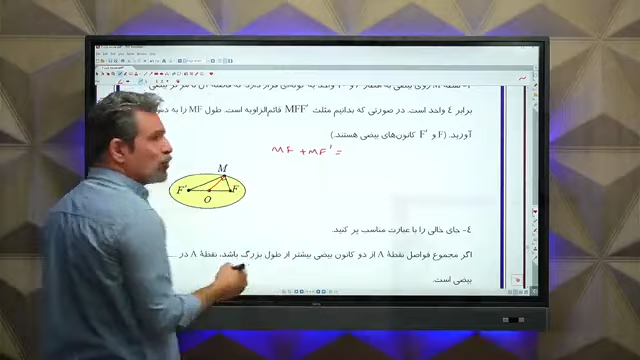 برابر ٤ واحد است. در صورتی که بدانیم مثلث MFF′ قائم‌الزاویه است. طول MF را به
آورید. (F و F′ کانون‌های بیضی هستند.)
MF + MF′ =
M
F′
F
O
٤- جای خالی را با عبارت مناسب پر کنید.
اگر مجموع فواصل نقطهٔ A از دو کانون بیضی بیشتر از طول بزرگ باشد، نقطهٔ A در
بیضی است.